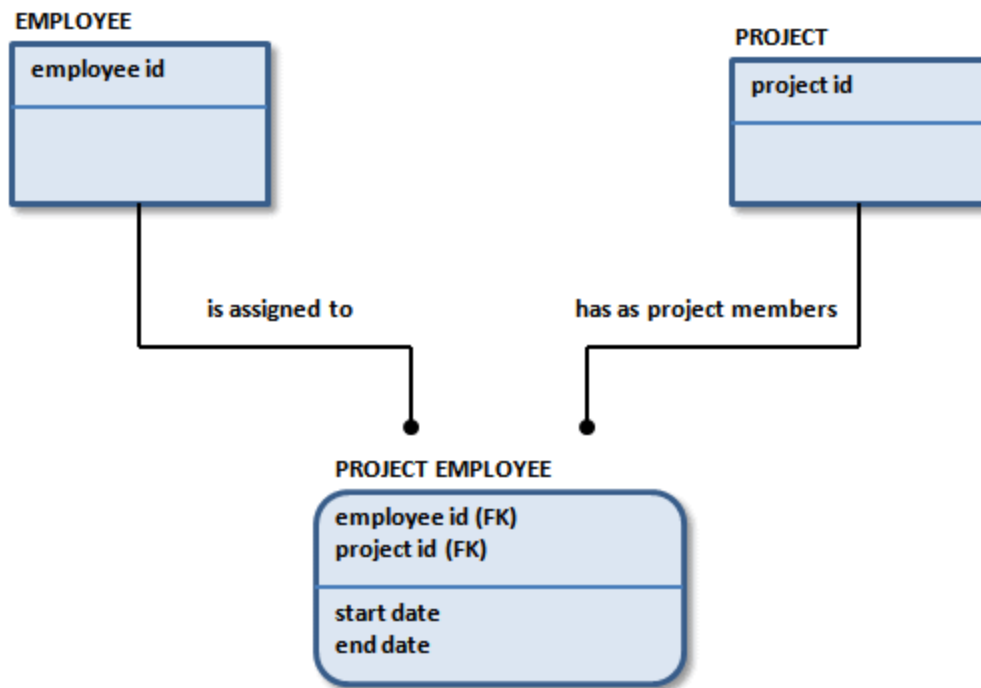 EMPLOYEE
employee id
PROJECT
project id
is assigned to
has as project members
PROJECT EMPLOYEE
employee id (FK)
project id (FK)
start date
end date